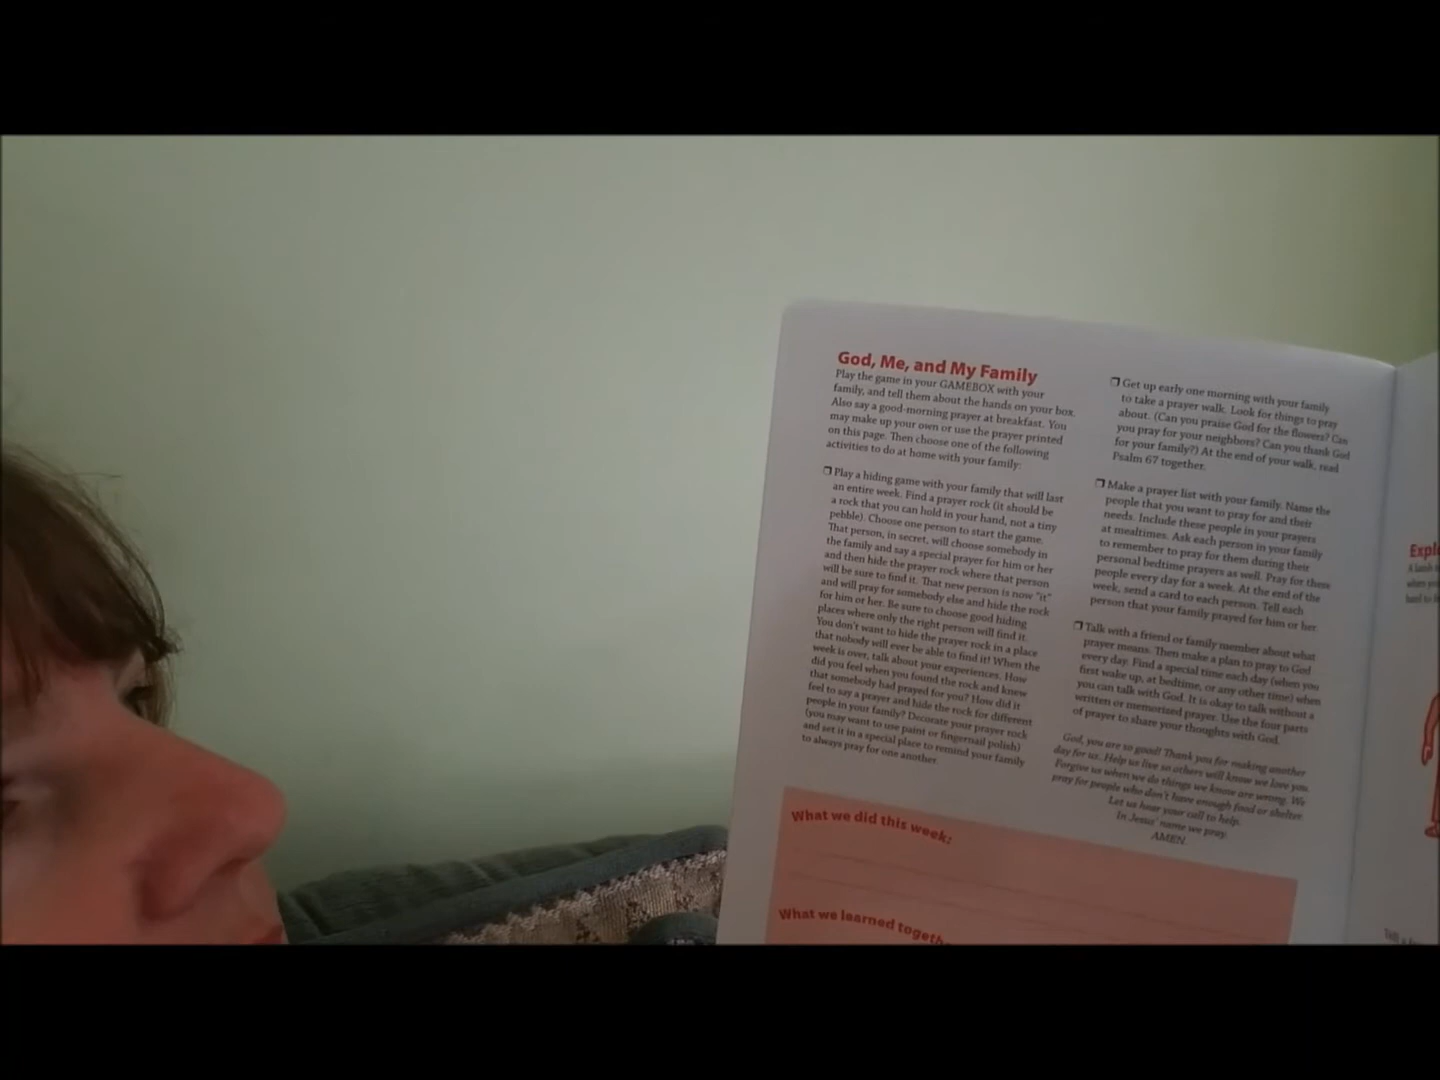 God, Me, and My Family
Play the game in your GAMEBOX with your
family, and tell them about the hands on your box.
Also say a good-morning prayer at breakfast. You
may make up your own or use the prayer printed
on this page. Then choose one of the following
activities to do at home with your family:
❒ Play a hiding game with your family that will last
an entire week. Find a prayer rock (it should be
a rock that you can hold in your hand, not a tiny
pebble). Choose one person to start the game.
That person, in secret, will choose somebody in
the family and say a special prayer for him or her
and then hide the prayer rock where that person
will be sure to find it. That new person is now "it"
and will pray for somebody else and hide the rock
for him or her. Be sure to choose good hiding
places where only the right person will find it.
You don't want to hide the prayer rock in a place
that nobody will ever be able to find it! When the
week is over, talk about your experiences. How
did you feel when you found the rock and knew
that somebody had prayed for you? How did it
feel to say a prayer and hide the rock for different
people in your family? Decorate your prayer rock
(you may want to use paint or fingernail polish)
and set it in a special place to remind your family
to always pray for one another.
❒ Get up early one morning with your family
to take a prayer walk. Look for things to pray
about. (Can you praise God for the flowers? Can
you pray for your neighbors? Can you thank God
for your family?) At the end of your walk, read
Psalm 67 together.
❒ Make a prayer list with your family. Name the
people that you want to pray for and their
needs. Include these people in your prayers
at mealtimes. Ask each person in your family
to remember to pray for them during their
personal bedtime prayers as well. Pray for these
people every day for a week. At the end of the
week, send a card to each person. Tell each
person that your family prayed for him or her.
❒ Talk with a friend or family member about what
prayer means. Then make a plan to pray to God
every day. Find a special time each day (when you
first wake up, at bedtime, or any other time) when
you can talk with God. It is okay to talk without a
written or memorized prayer. Use the four parts
of prayer to share your thoughts with God.
God, you are so good! Thank you for making another
day for us. Help us live so others will know we love you.
Forgive us when we do things we know are wrong. We
pray for people who don't have enough food or shelter.
Let us hear your call to help.
In Jesus' name we pray.
AMEN.
What we did this week:
What we learned togeth
Expl